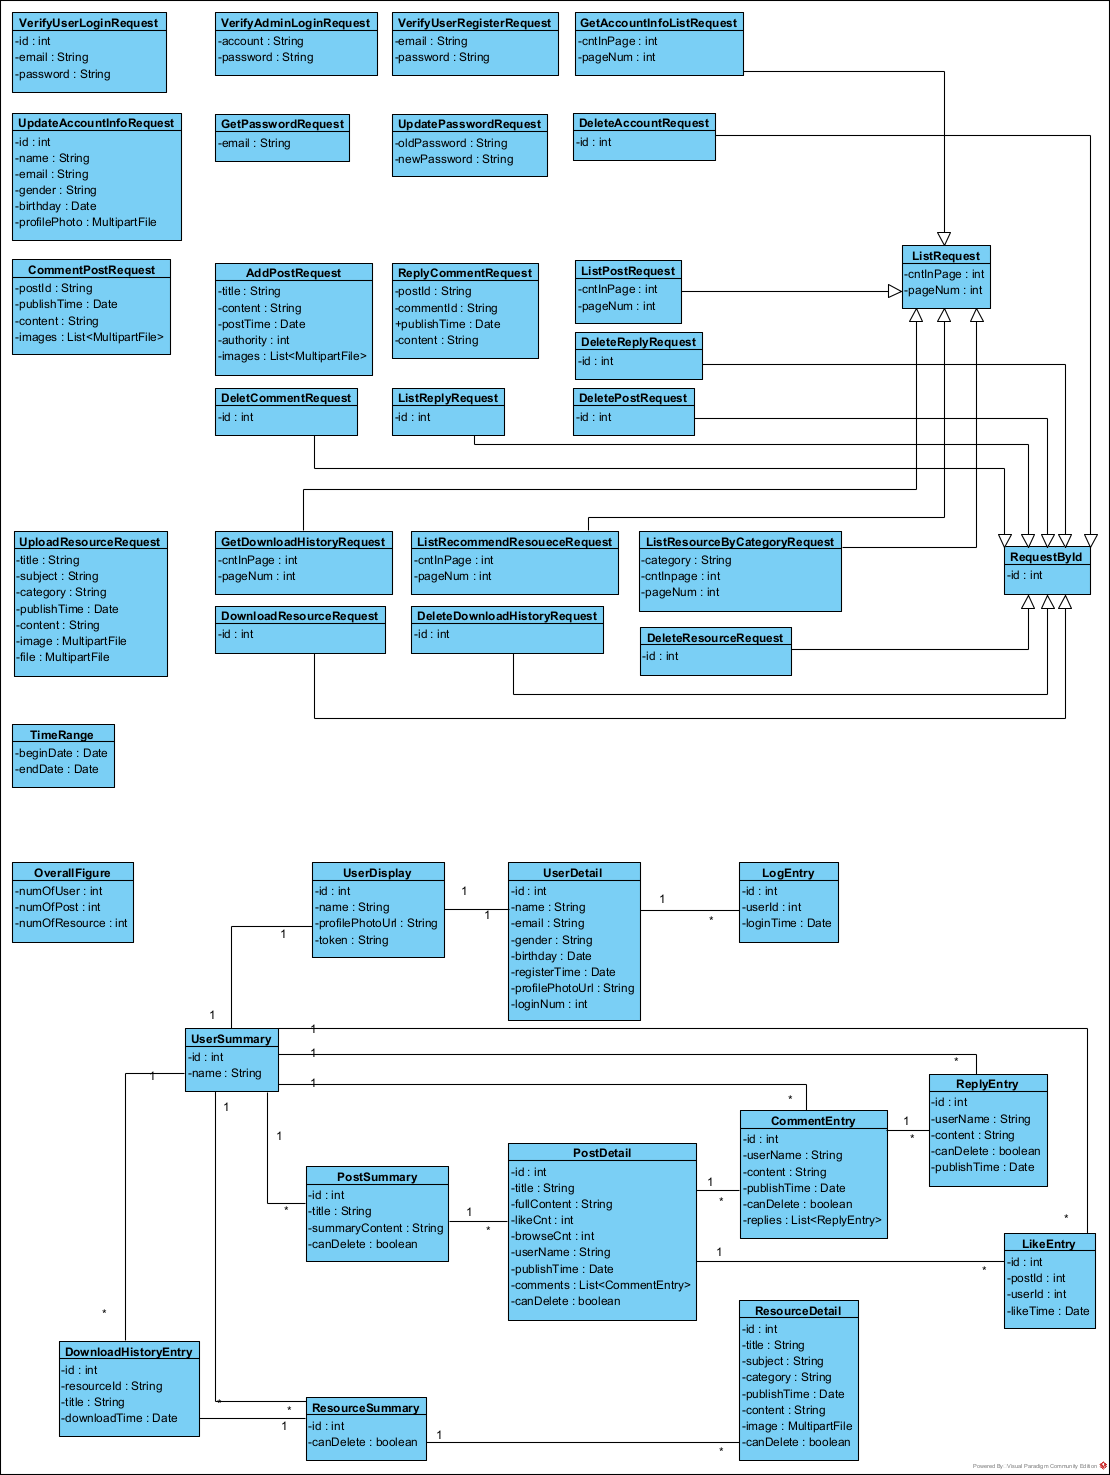 VerifyUserLoginRequest
-id : int
-email : String
-password : String
VerifyAdminLoginRequest
-account : String
-password : String
VerifyUserRegisterRequest
-email : String
-password : String
GetAccountInfoListRequest
-cntInPage : int
-pageNum : int
UpdateAccountInfoRequest
-id : int
-name : String
-email : String
-gender : String
-birthday : Date
-profilePhoto : MultipartFile
GetPasswordRequest
-email : String
UpdatePasswordRequest
-oldPassword : String
-newPassword : String
DeleteAccountRequest
-id : int
ListRequest
-cntInPage : int
-pageNum : int
CommentPostRequest
-postId : String
-publishTime : Date
-content : String
-images : List<MultipartFile>
AddPostRequest
-title : String
-content : String
-postTime : Date
-authority : int
-images : List<MultipartFile>
ReplyCommentRequest
-postId : String
-commentId : String
+publishTime : Date
-content : String
ListPostRequest
-cntInPage : int
-pageNum : int
DeleteReplyRequest
-id : int
DeletCommentRequest
-id : int
ListReplyRequest
-id : int
DeletePostRequest
-id : int
UploadResourceRequest
-title : String
-subject : String
-category : String
-publishTime : Date
-content : String
-image : MultipartFile
-file : MultipartFile
GetDownloadHistoryRequest
-cntInPage : int
-pageNum : int
ListRecommendResoueceRequest
-cntInPage : int
-pageNum : int
ListResourceByCategoryRequest
-category : String
-cntInpage : int
-pageNum : int
RequestById
-id : int
DownloadResourceRequest
-id : int
DeleteDownloadHistoryRequest
-id : int
DeleteResourceRequest
-id : int
TimeRange
-beginDate : Date
-endDate : Date
OverallFigure
-numOfUser : int
-numOfPost : int
-numOfResource : int
UserDisplay
-id : int
-name : String
-profilePhotoUrl : String
-token : String
1
1
UserDetail
-id : int
-name : String
-email : String
-gender : String
-birthday : Date
-registerTime : Date
-profilePhotoUrl : String
-loginNum : int
1
*
LogEntry
-id : int
-userId : int
-loginTime : Date
1
1
UserSummary
-id : int
-name : String
1
1
1
1
1
1
*
*
ReplyEntry
-id : int
-userName : String
-content : String
-canDelete : boolean
-publishTime : Date
CommentEntry
-id : int
-userName : String
-content : String
-publishTime : Date
-canDelete : boolean
-replies : List<ReplyEntry>
1
*
PostDetail
-id : int
-title : String
-fullContent : String
-likeCnt : int
-browseCnt : int
-userName : String
-publishTime : Date
-comments : List<CommentEntry>
-canDelete : boolean
1
*
1
*
PostSummary
-id : int
-title : String
-summaryContent : String
-canDelete : boolean
*
1
*
*
LikeEntry
-id : int
-postId : int
-userId : int
-likeTime : Date
ResourceDetail
-id : int
-title : String
-subject : String
-category : String
-publishTime : Date
-content : String
-image : MultipartFile
-canDelete : boolean
*
DownloadHistoryEntry
-id : int
-resourceId : String
-title : String
-downloadTime : Date
*
*
1
ResourceSummary
-id : int
-canDelete : boolean
1
*
Powered By Visual Paradigm Community Edition